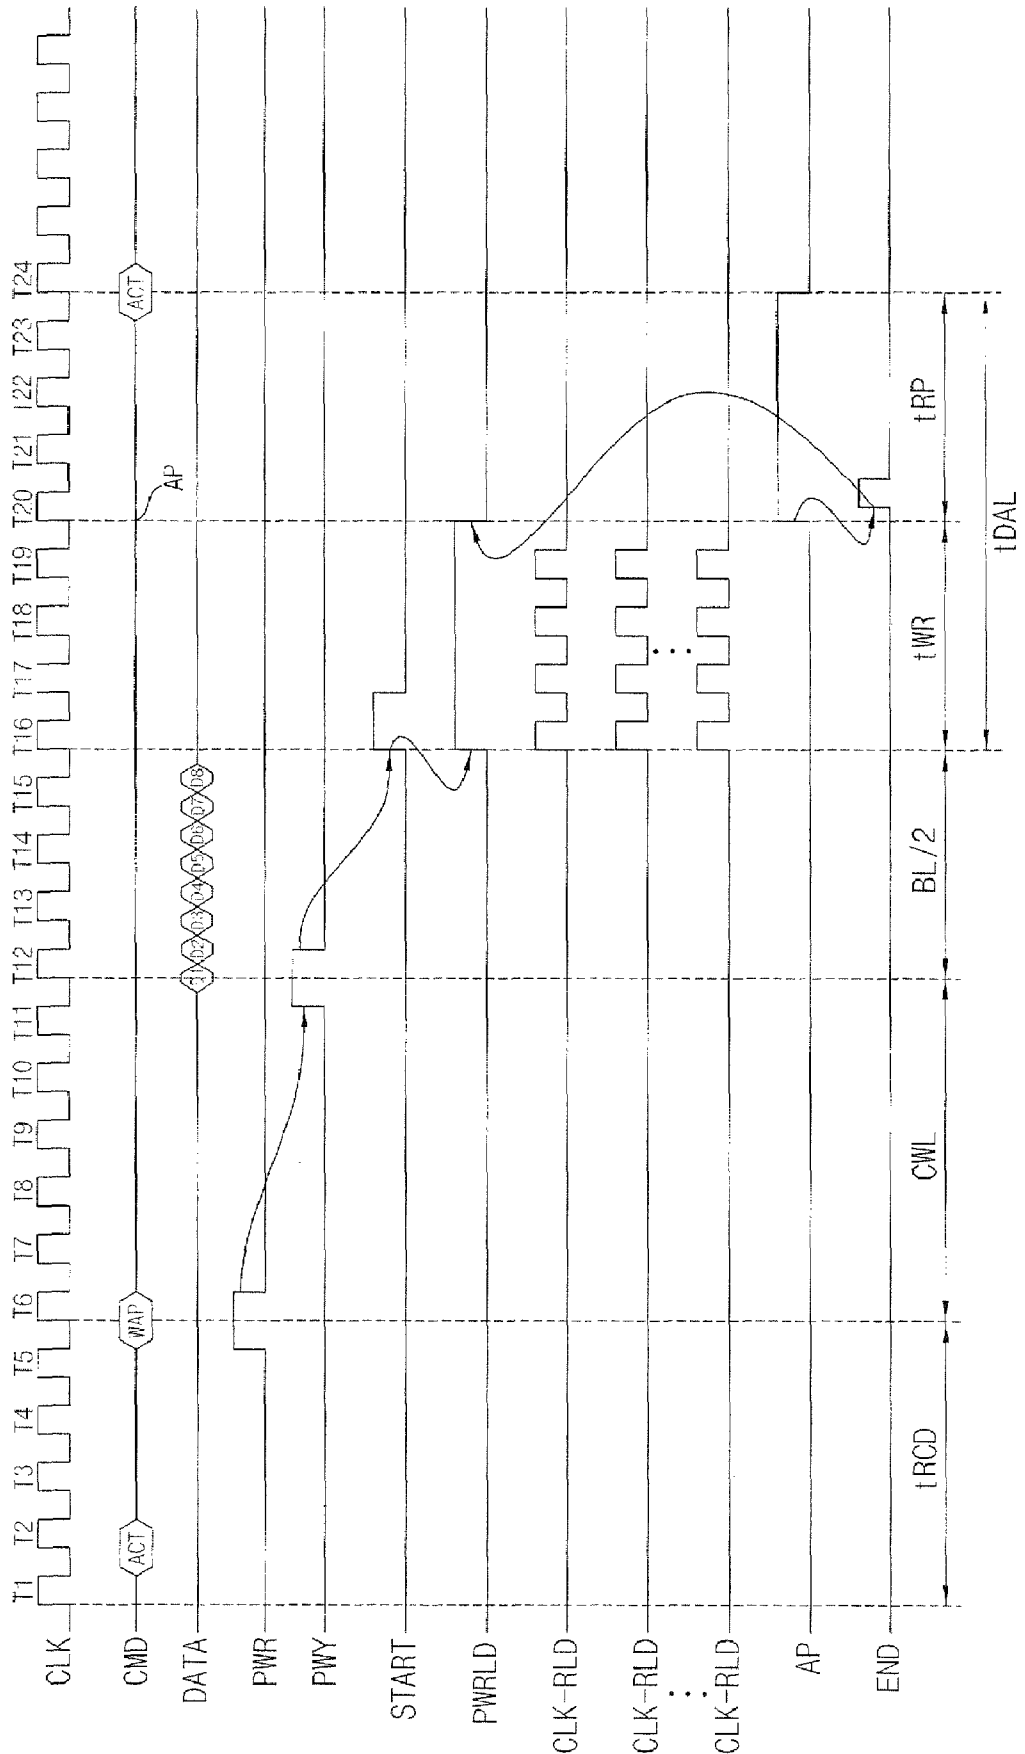 T1 T2 T3 T4 T5 T6 T7 T8 T9 T10 T11 T12 T13 T14 T15 T16 T17 T18 T19 T20 T21 T22 T23 T24
CLK
CMD ACT WAP AP ACT
DATA D2 D3 D4 D5 D6 D7 D8
PWR
PWY
START
PWRLD
CLK-RLD
CLK-RLD
CLK-RLD
AP
END
tRCD CWL BL/2 tWR tRP
tDAL